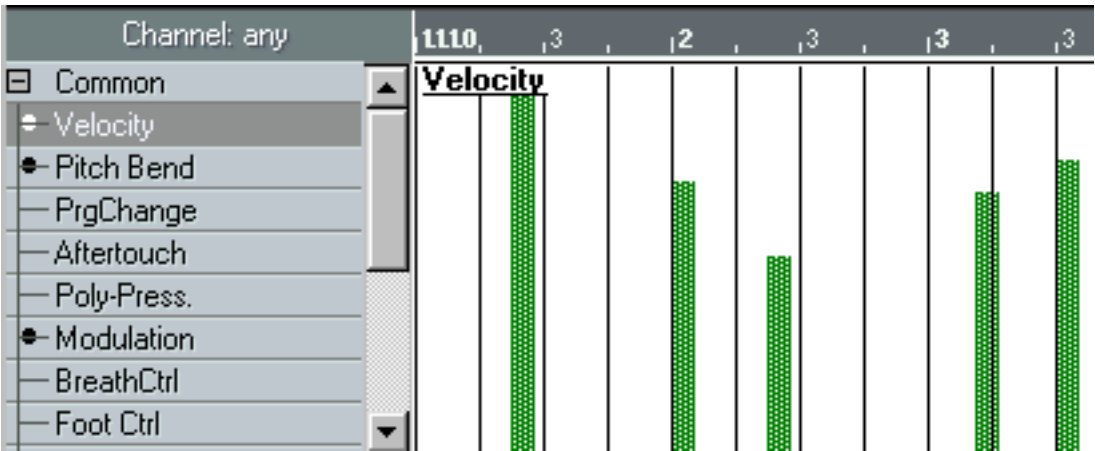 Channel: any
1.1.1.0 3 2 3 3 3
Common
Velocity
Velocity
Pitch Bend
PrgChange
Aftertouch
Poly-Press.
Modulation
BreathCtrl
Foot Ctrl